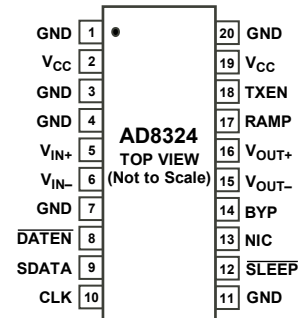 GND 1
VCC 2
GND 3
GND 4
VIN+ 5
VIN– 6
GND 7
DATEN 8
SDATA 9
CLK 10
AD8324
TOP VIEW
(Not to Scale)
20 GND
19 VCC
18 TXEN
17 RAMP
16 VOUT+
15 VOUT–
14 BYP
13 NIC
12 SLEEP
11 GND